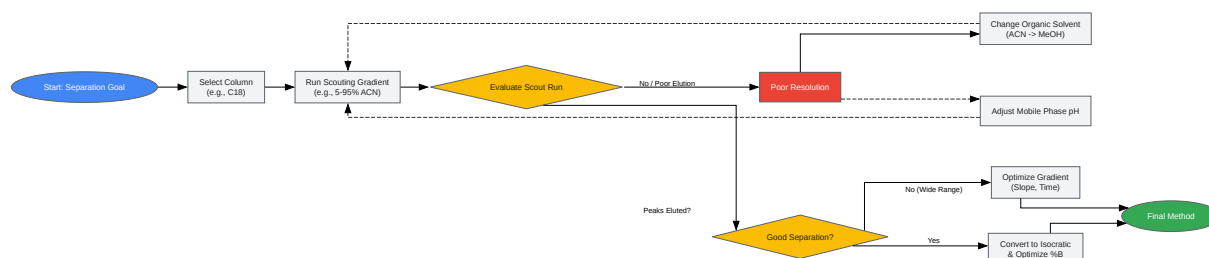 Change Organic Solvent
(ACN -> MeOH)
Start: Separation Goal
Select Column
(e.g., C18)
Run Scouting Gradient
(e.g., 5-95% ACN)
Evaluate Scout Run
No / Poor Elution
Poor Resolution
Adjust Mobile Phase pH
Peaks Eluted?
Good Separation?
No (Wide Range)
Optimize Gradient
(Slope, Time)
Yes
Convert to Isocratic
& Optimize %B
Final Method